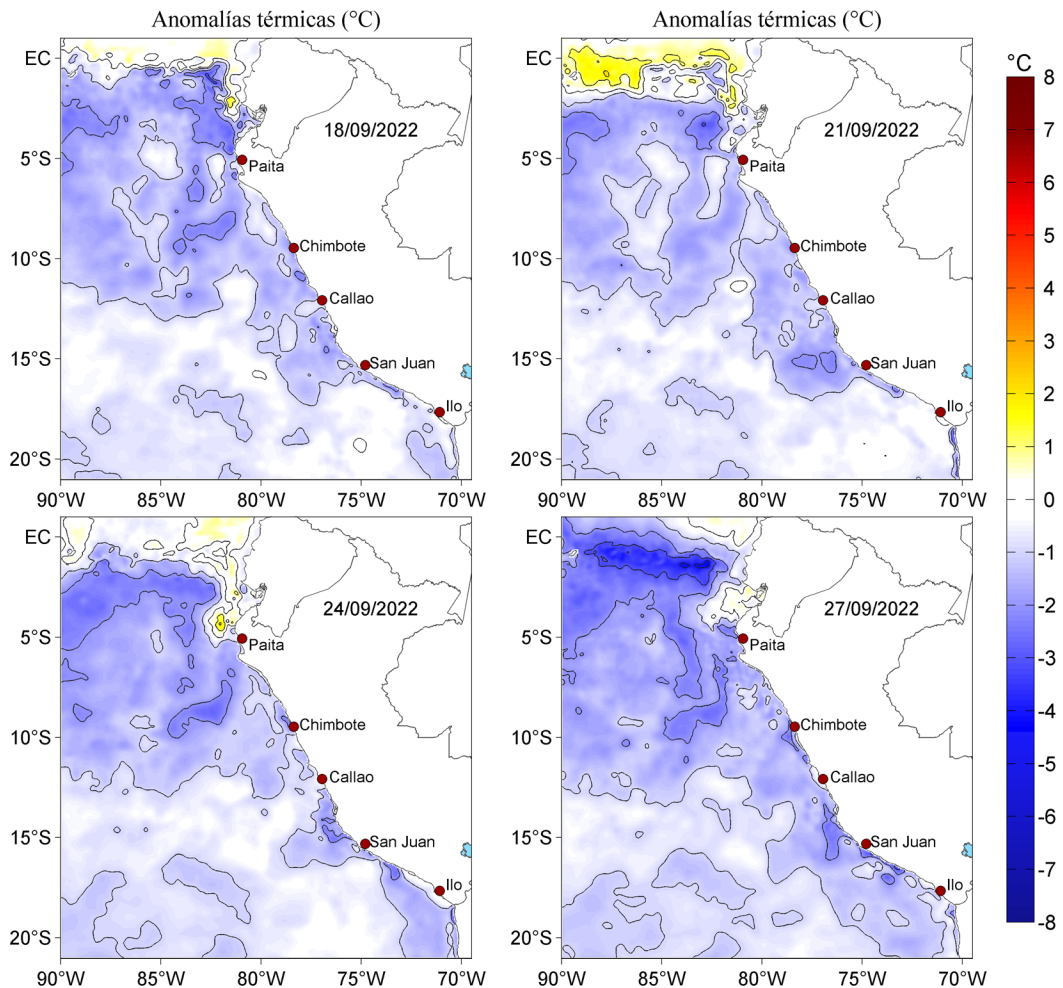 Anomalías térmicas (°C)
Anomalías térmicas (°C)
EC
5°S
10°S
15°S
20°S
90°W
85°W
80°W
75°W
70°W
18/09/2022
Paita
Chimbote
Callao
San Juan
Ilo
EC
5°S
10°S
15°S
20°S
90°W
85°W
80°W
75°W
70°W
21/09/2022
Paita
Chimbote
Callao
San Juan
Ilo
°C
8
7
6
5
4
3
2
1
0
-1
-2
-3
-4
-5
-6
-7
-8
EC
5°S
10°S
15°S
20°S
90°W
85°W
80°W
75°W
70°W
24/09/2022
Paita
Chimbote
Callao
San Juan
Ilo
EC
5°S
10°S
15°S
20°S
90°W
85°W
80°W
75°W
70°W
27/09/2022
Paita
Chimbote
Callao
San Juan
Ilo